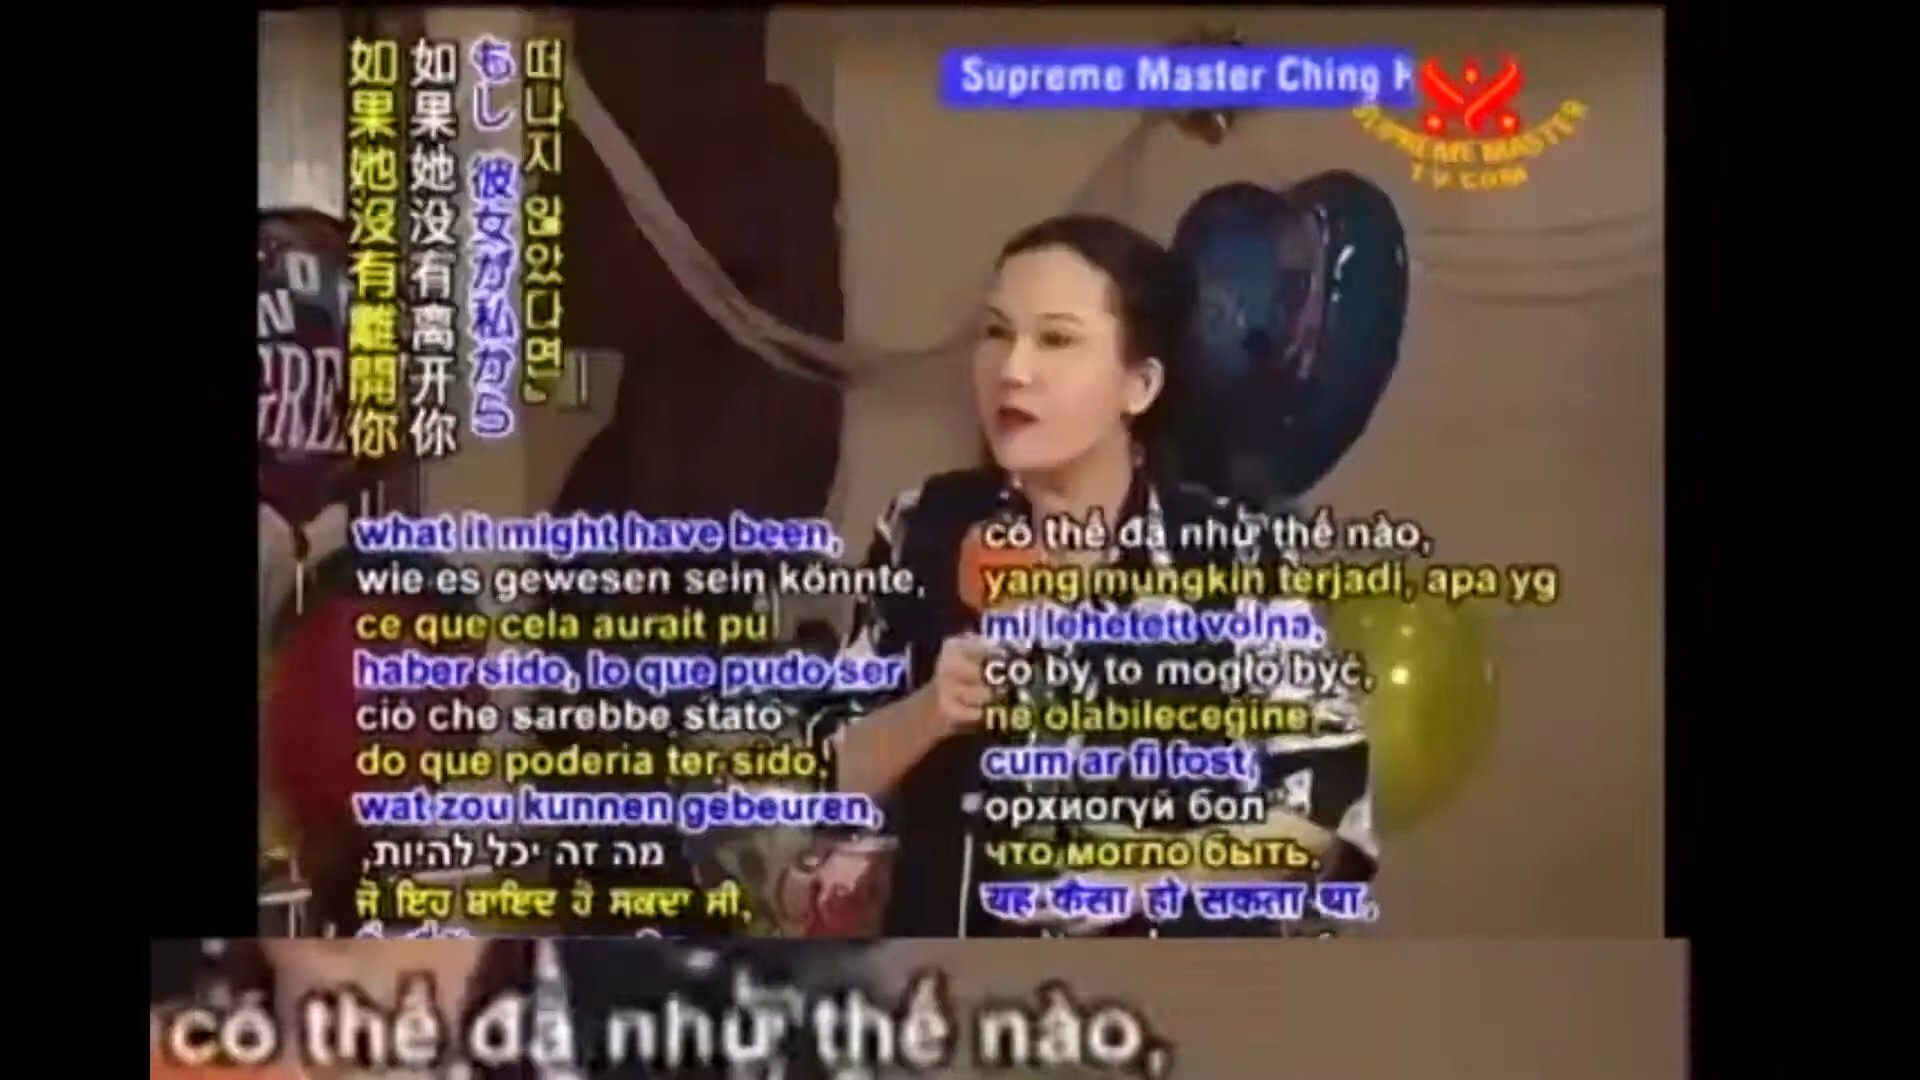 떠나지 않았다면,
もし 彼女が私から
如果她没有离开你
如果她沒有離開你
Supreme Master Ching H
SUPREME MASTER
TV.COM
GRE
what it might have been,
wie es gewesen sein könnte,
ce que cela aurait pu
haber sido, lo que pudo ser
ciò che sarebbe stato
do que poderia ter sido,
wat zou kunnen gebeuren,
מה זה יכל להיות,
ਜੋ ਇਹ ਸ਼ਾਇਦ ਹੋ ਸਕਦਾ ਸੀ,
có thể đã như thế nào,
yang mungkin terjadi, apa yg
mi lehetett volna,
co by to mogło być,
ne olabileceğine,
cum ar fi fost,
орхиогүй бол
что могло быть,
यह कैसा हो सकता था,
có thể đã như thế nào,